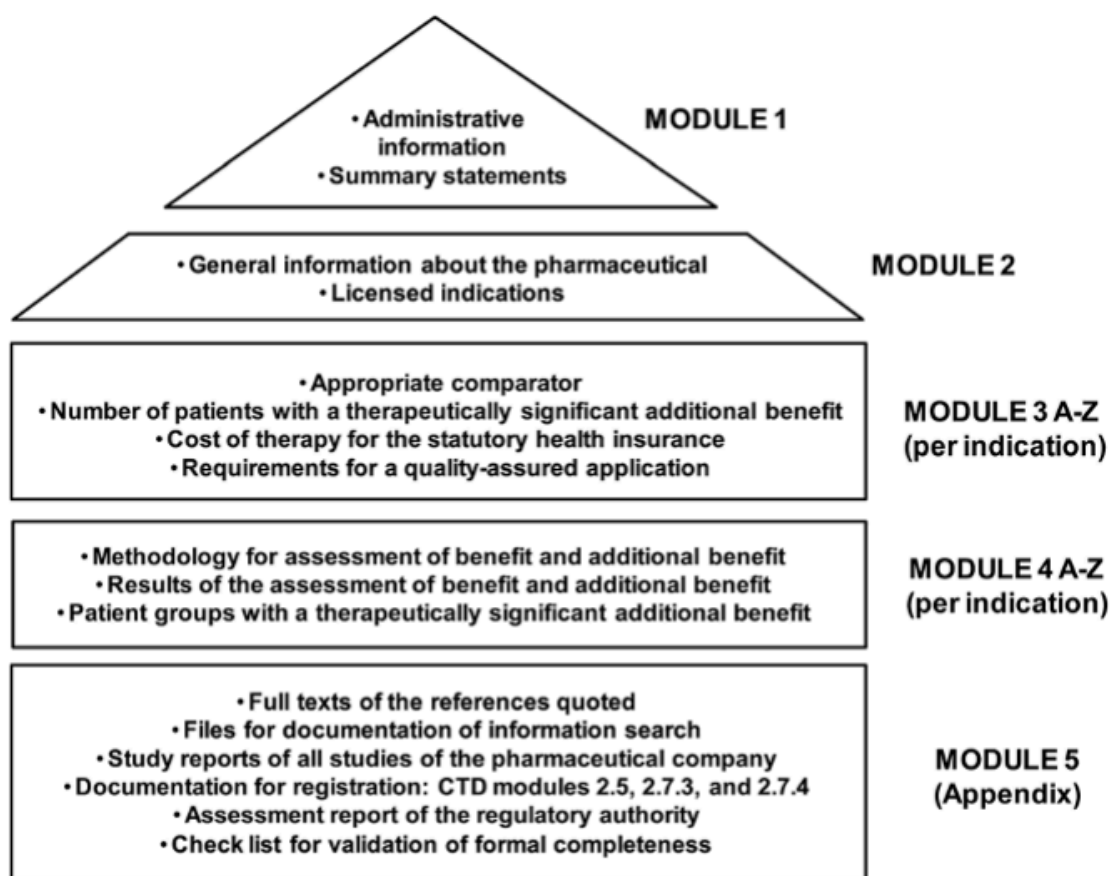 • Administrative
information
• Summary statements
MODULE 1
• General information about the pharmaceutical
• Licensed indications
MODULE 2
• Appropriate comparator
• Number of patients with a therapeutically significant additional benefit
• Cost of therapy for the statutory health insurance
• Requirements for a quality-assured application
MODULE 3 A-Z
(per indication)
• Methodology for assessment of benefit and additional benefit
• Results of the assessment of benefit and additional benefit
• Patient groups with a therapeutically significant additional benefit
MODULE 4 A-Z
(per indication)
• Full texts of the references quoted
• Files for documentation of information search
• Study reports of all studies of the pharmaceutical company
• Documentation for registration: CTD modules 2.5, 2.7.3, and 2.7.4
• Assessment report of the regulatory authority
• Check list for validation of formal completeness
MODULE 5
(Appendix)